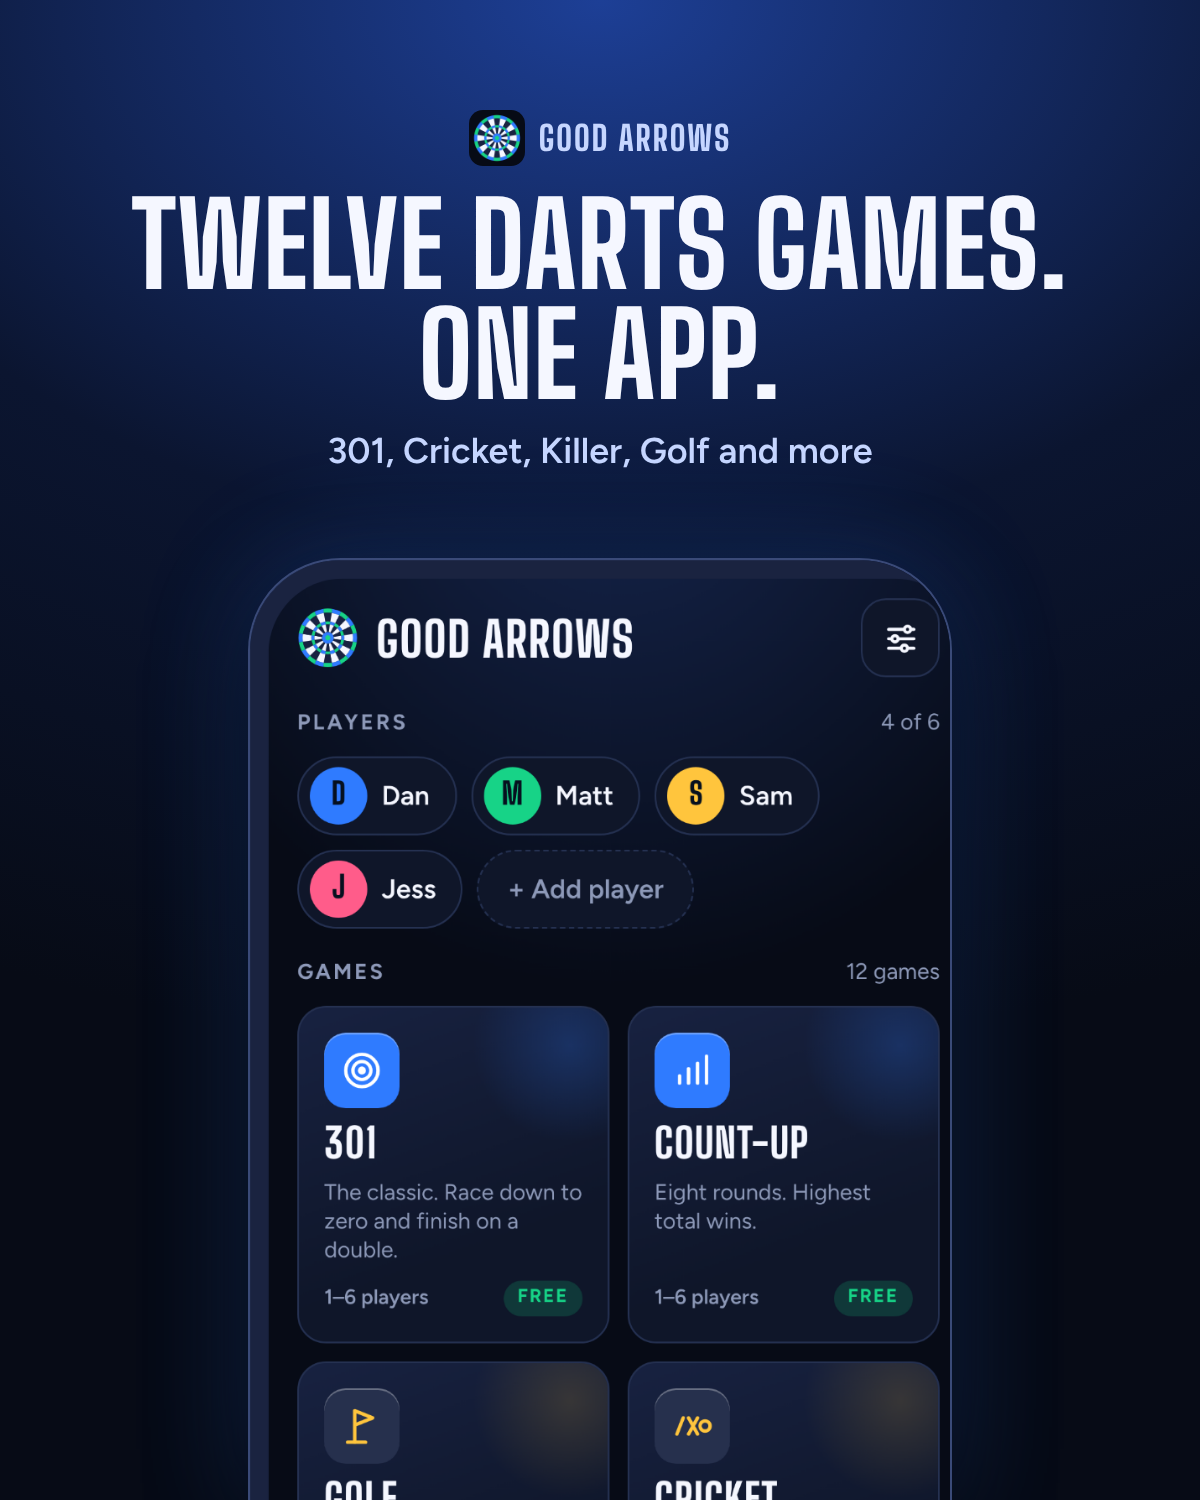 GOOD ARROWS
TWELVE DARTS GAMES.
ONE APP.
301, Cricket, Killer, Golf and more
GOOD ARROWS
PLAYERS
4 of 6
D Dan
M Matt
S Sam
J Jess
+ Add player
GAMES
12 games
301
The classic. Race down to
zero and finish on a
double.
1–6 players
FREE
COUNT-UP
Eight rounds. Highest
total wins.
1–6 players
FREE
GOLF
/XO
CRICKET